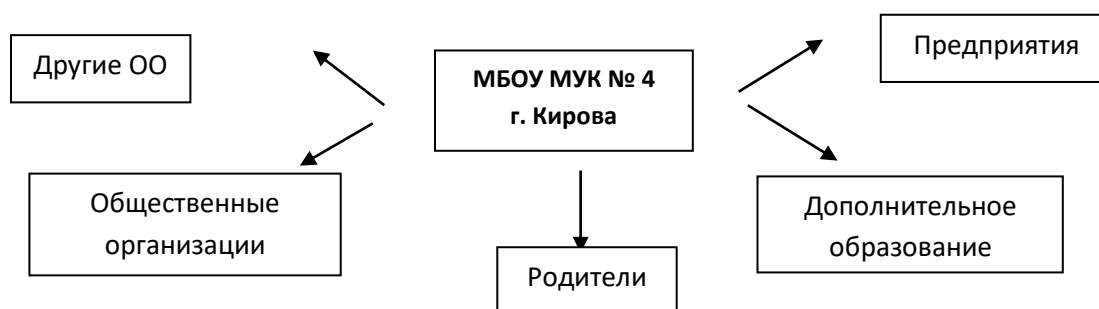 Другие ОО
МБОУ МУК № 4
г. Кирова
Предприятия
Общественные
организации
Родители
Дополнительное
образование